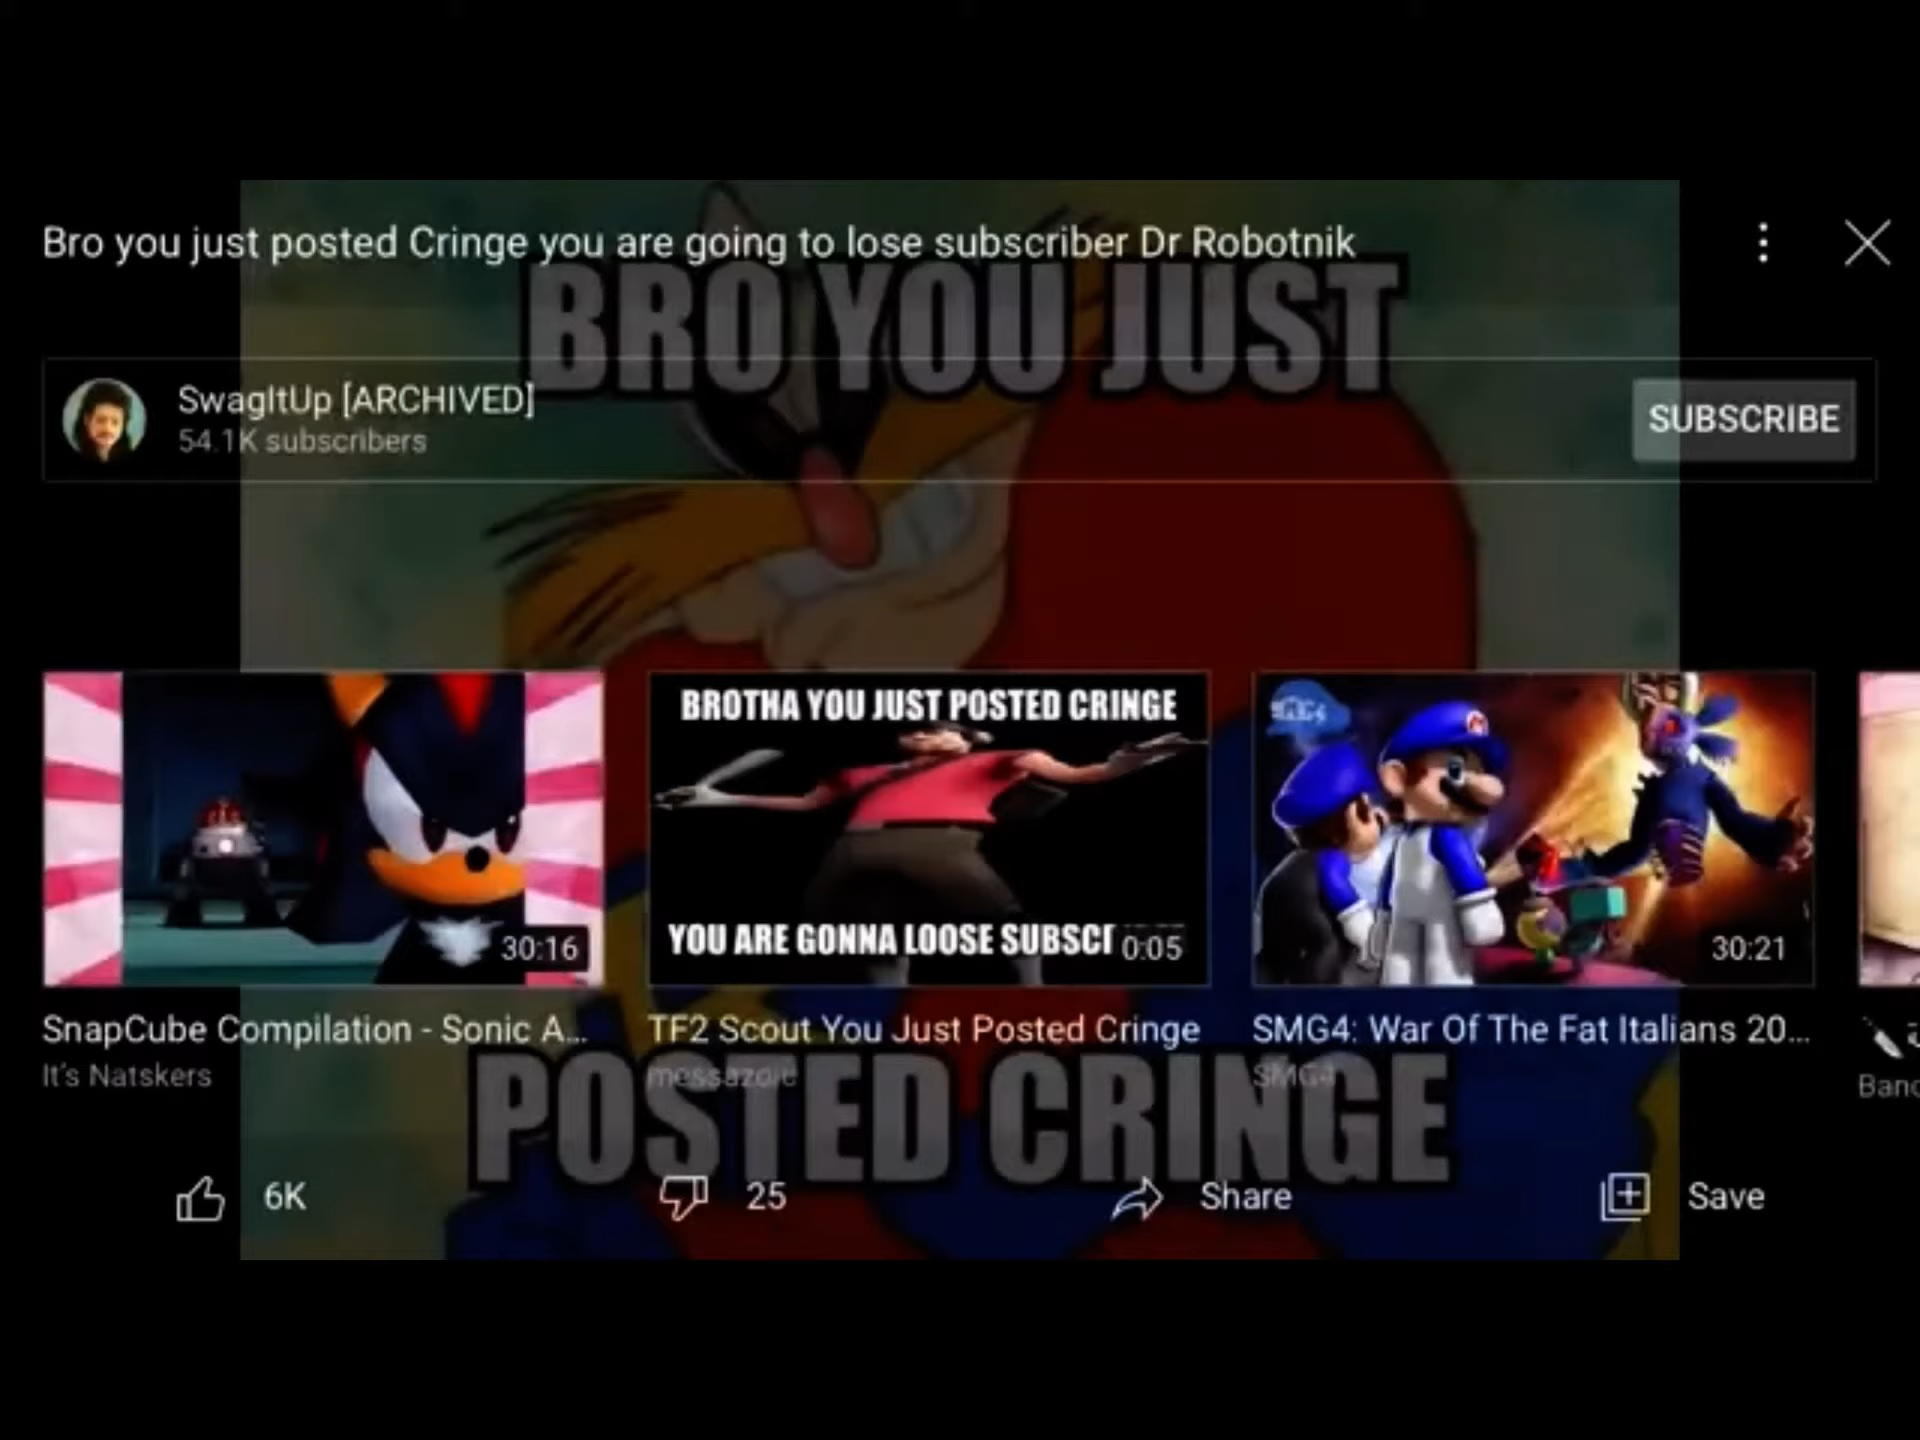 Bro you just posted Cringe you are going to lose subscriber Dr Robotnik
BRO YOU JUST
SwagItUp [ARCHIVED]
54.1K subscribers
SUBSCRIBE
BROTHA YOU JUST POSTED CRINGE
SMG4
YOU ARE GONNA LOOSE SUBSCI
30:16
0:05
30:21
SnapCube Compilation - Sonic A...
TF2 Scout You Just Posted Cringe
SMG4: War Of The Fat Italians 20...
It's Natskers
SMG4
Banc
POSTED CRINGE
6K
25
Share
Save